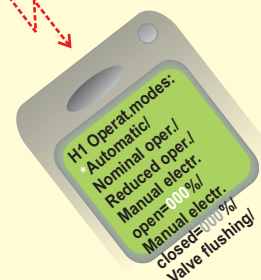 H1 Operat.modes:
*Automatic/
Nominal oper./
Reduced oper./
Manual electr.
open=000%/
Manual electr.
closed=000%/
Valve flushing/